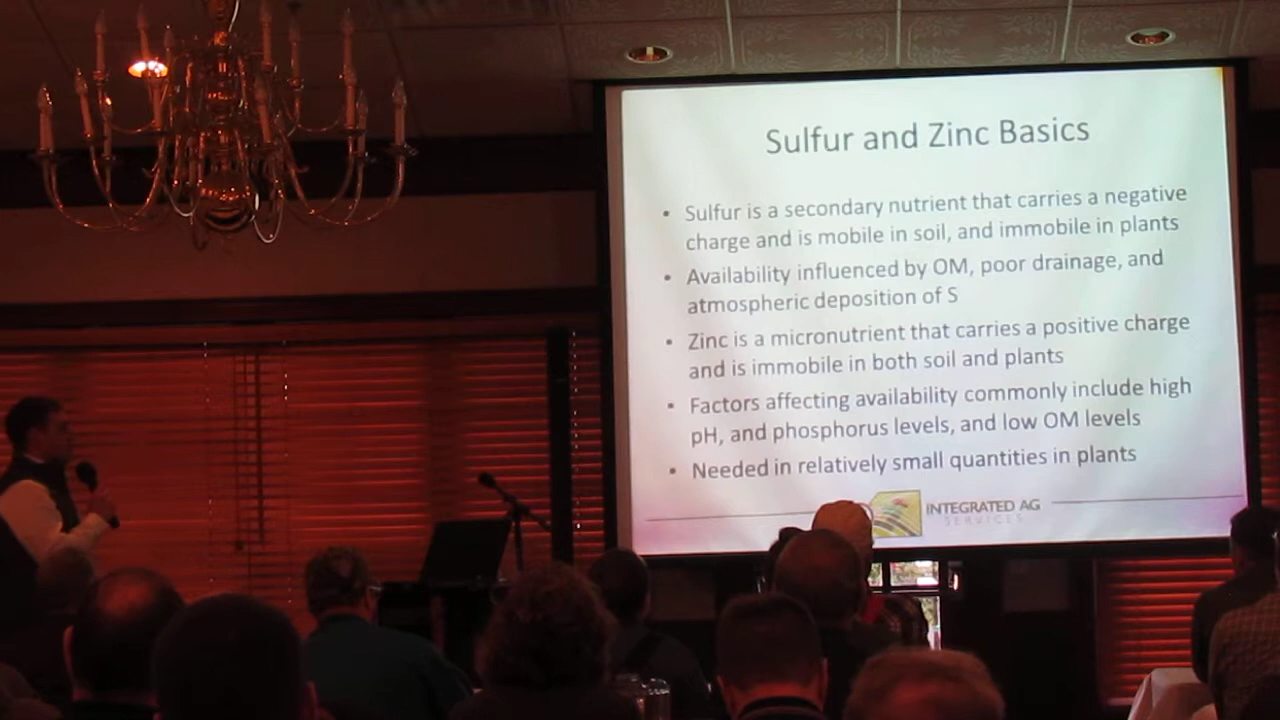 Sulfur and Zinc Basics
• Sulfur is a secondary nutrient that carries a negative
charge and is mobile in soil, and immobile in plants
• Availability influenced by OM, poor drainage, and
atmospheric deposition of S
• Zinc is a micronutrient that carries a positive charge
and is immobile in both soil and plants
• Factors affecting availability commonly include high
pH, and phosphorus levels, and low OM levels
• Needed in relatively small quantities in plants
INTEGRATED AG
SERVICES